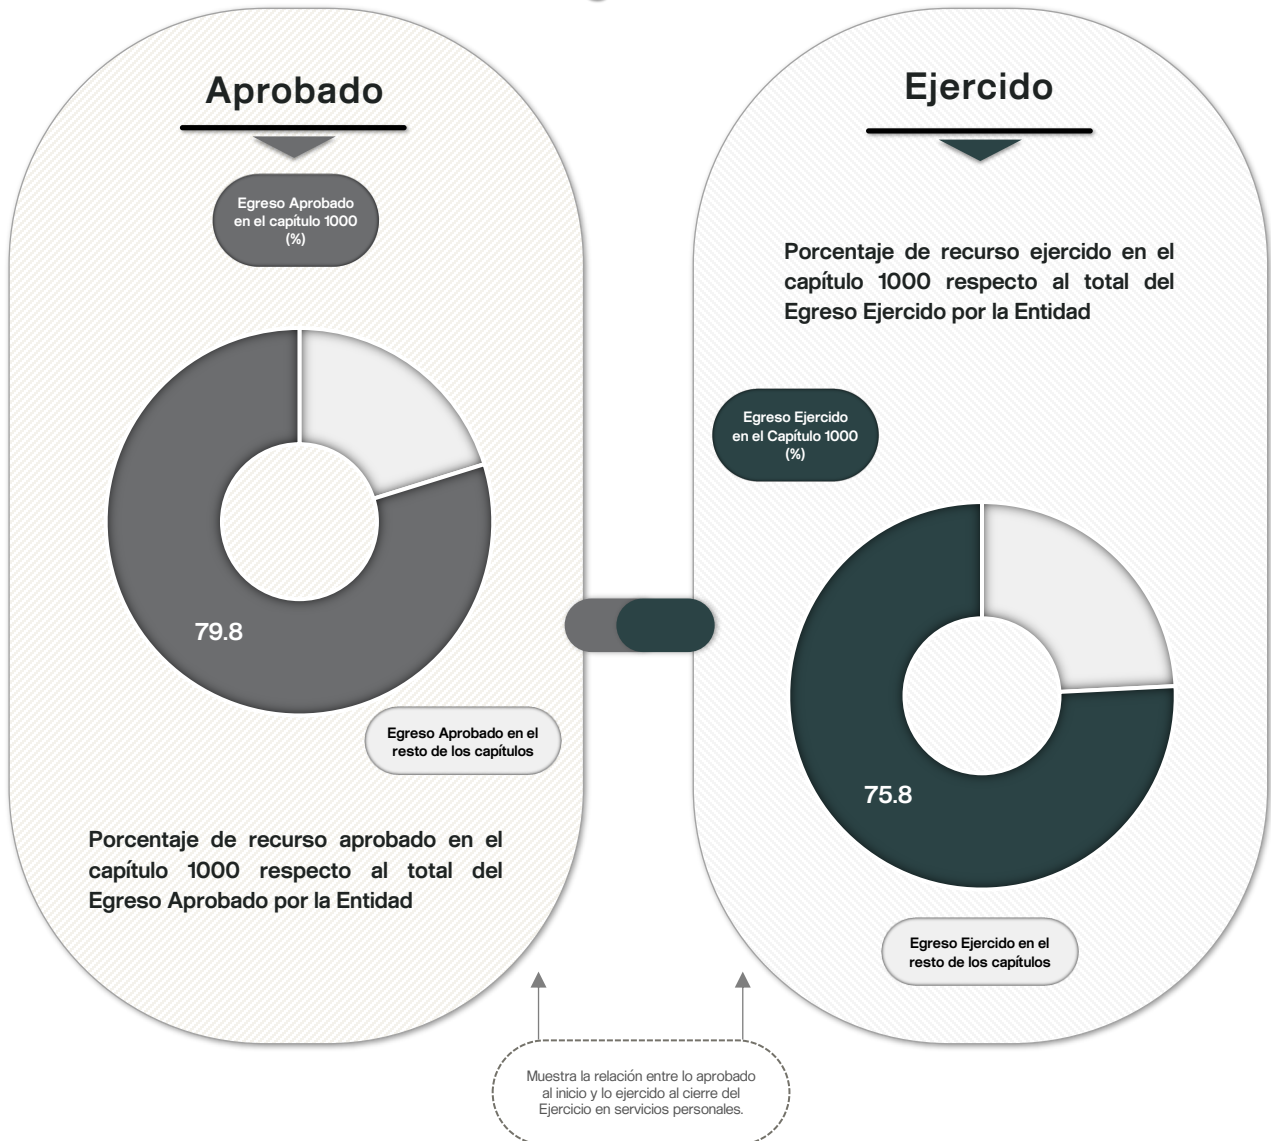 Aprobado
Egreso Aprobado
en el capítulo 1000
(%)
79.8
Egreso Aprobado en el
resto de los capítulos
Porcentaje de recurso aprobado en el
capítulo 1000 respecto al total del
Egreso Aprobado por la Entidad
Ejercido
Porcentaje de recurso ejercido en el
capítulo 1000 respecto al total del
Egreso Ejercido por la Entidad
Egreso Ejercido
en el Capítulo 1000
(%)
75.8
Egreso Ejercido en el
resto de los capítulos
Muestra la relación entre lo aprobado
al inicio y lo ejercido al cierre del
Ejercicio en servicios personales.